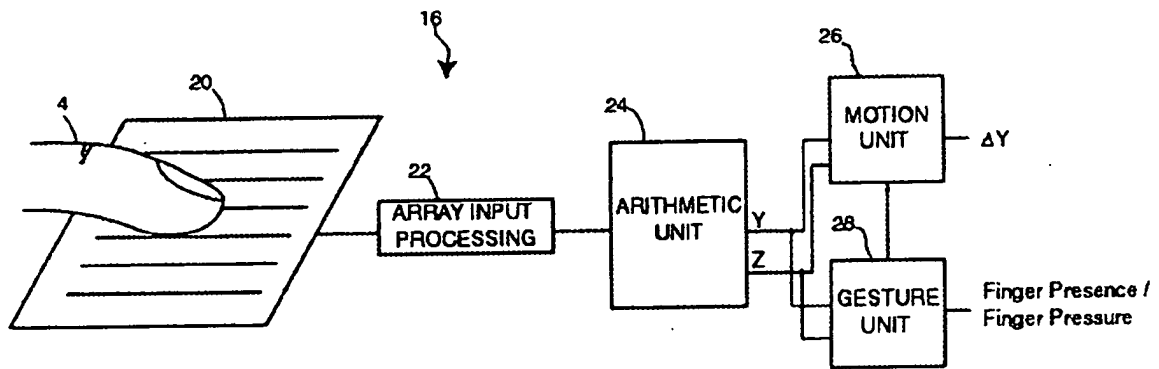 16
26
20
4
24
MOTION
UNIT
ΔY
22
ARRAY INPUT
PROCESSING
ARITHMETIC
UNIT
Y
Z
28
GESTURE
UNIT
Finger Presence /
Finger Pressure